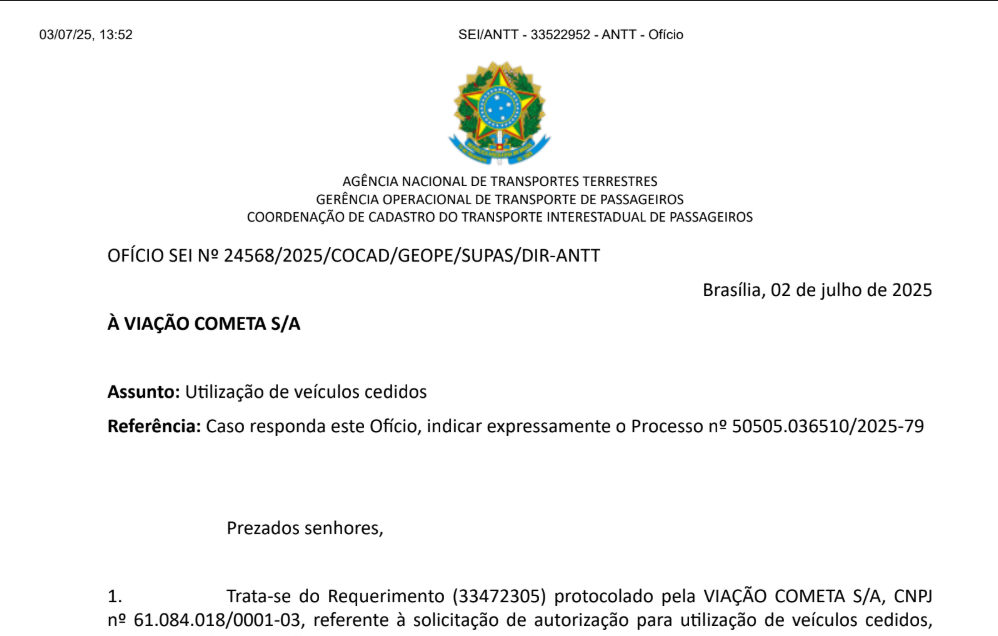 03/07/25, 13:52 SEI/ANTT - 33522952 - ANTT - Ofício
AGÊNCIA NACIONAL DE TRANSPORTES TERRESTRES
GERÊNCIA OPERACIONAL DE TRANSPORTE DE PASSAGEIROS
COORDENAÇÃO DE CADASTRO DO TRANSPORTE INTERESTADUAL DE PASSAGEIROS
OFÍCIO SEI Nº 24568/2025/COCAD/GEOPE/SUPAS/DIR-ANTT
Brasília, 02 de julho de 2025
À VIAÇÃO COMETA S/A
Assunto: Utilização de veículos cedidos
Referência: Caso responda este Ofício, indicar expressamente o Processo nº 50505.036510/2025-79
Prezados senhores,
1. Trata-se do Requerimento (33472305) protocolado pela VIAÇÃO COMETA S/A, CNPJ
nº 61.084.018/0001-03, referente à solicitação de autorização para utilização de veículos cedidos,